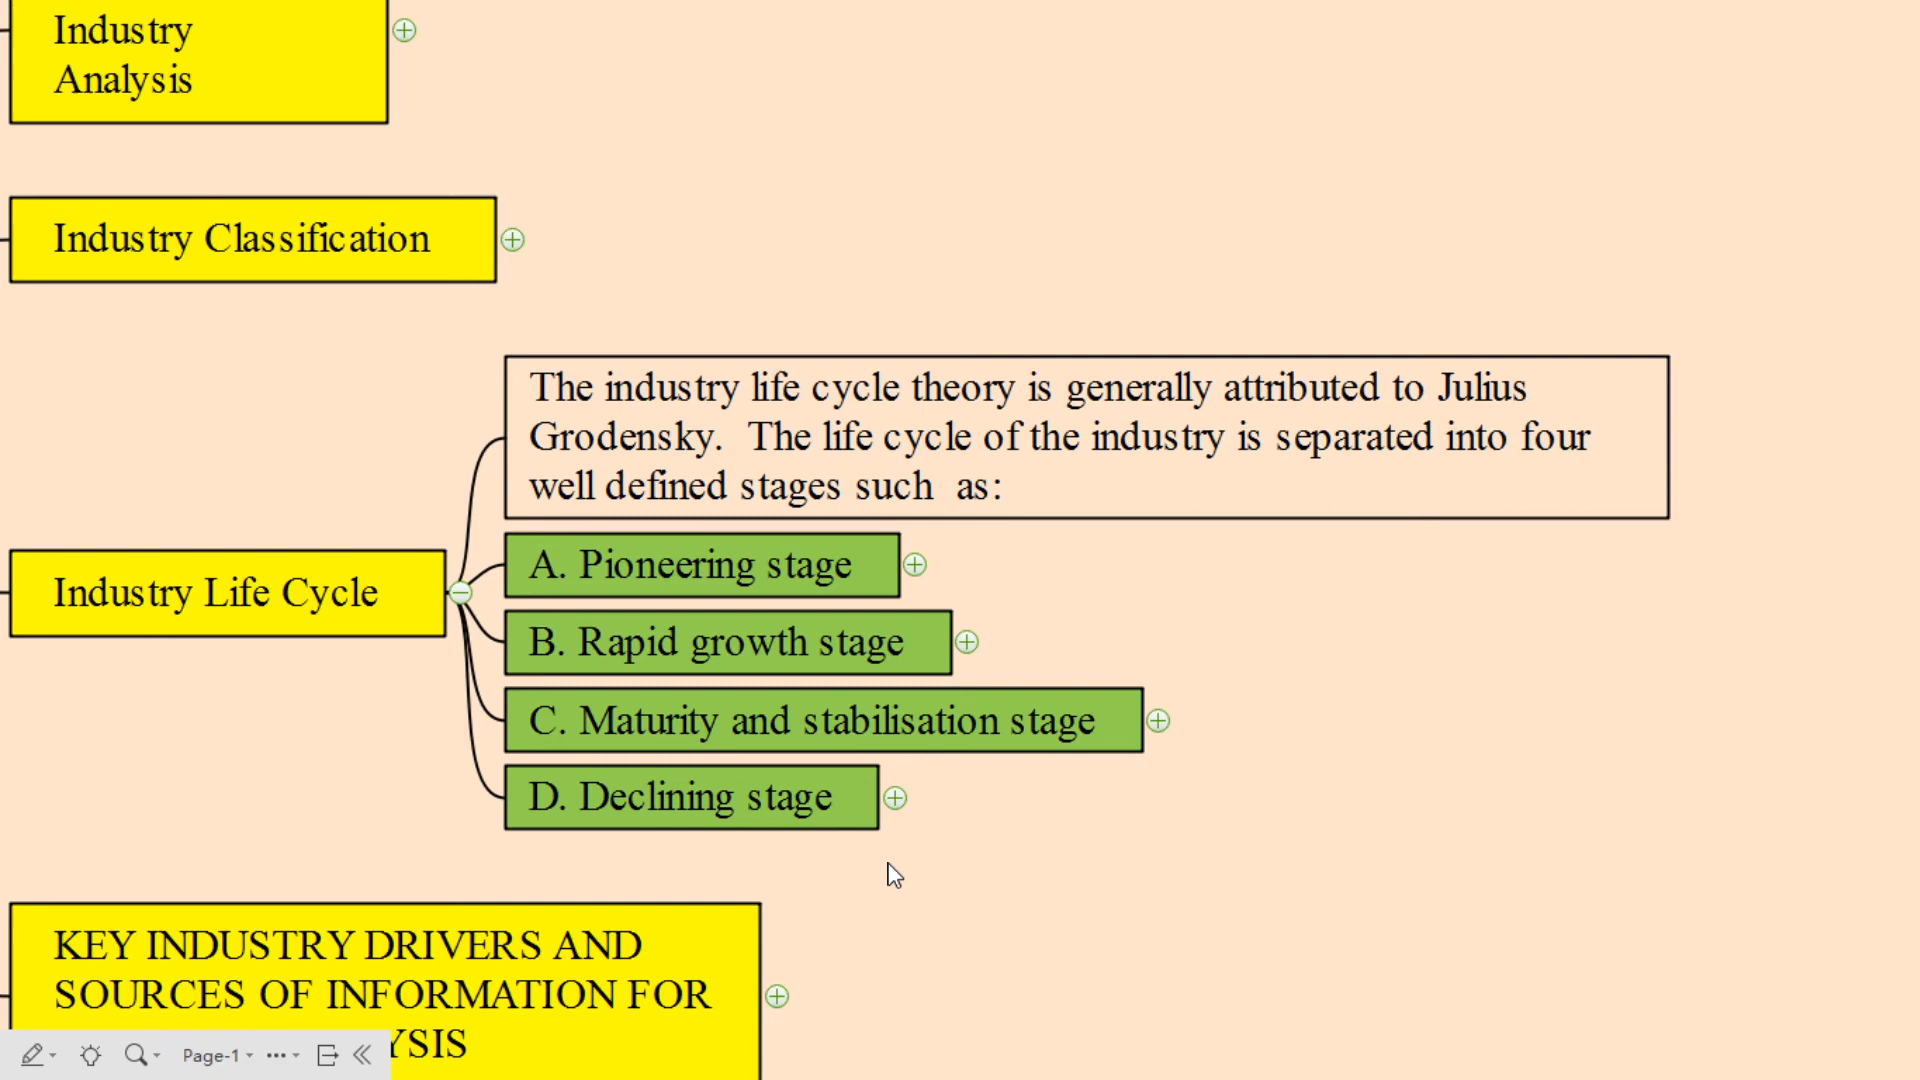 Industry
Analysis
Industry Classification
The industry life cycle theory is generally attributed to Julius
Grodensky.  The life cycle of the industry is separated into four
well defined stages such  as:
A. Pioneering stage
B. Rapid growth stage
Industry Life Cycle
C. Maturity and stabilisation stage
D. Declining stage
KEY INDUSTRY DRIVERS AND
SOURCES OF INFORMATION FOR
YSIS
Page-1